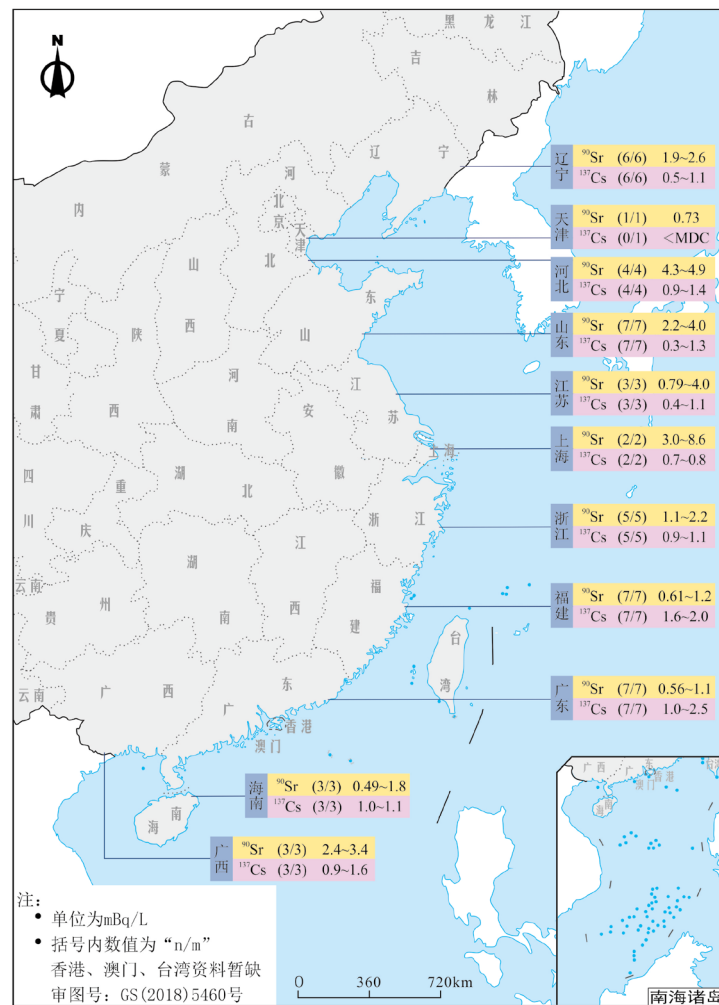 N
黑龙江
吉林
辽宁
内蒙古
河北
北京
天津
山西
山东
宁夏
陕西
甘肃
河南
江苏
安徽
上海
四川
重庆
湖北
浙江
湖南
江西
福建
云南
贵州
台湾
云南
广西
广东
香港
澳门
海南
辽宁
⁹⁰Sr (6/6) 1.9~2.6
¹³⁷Cs (6/6) 0.5~1.1
天津
⁹⁰Sr (1/1) 0.73
¹³⁷Cs (0/1) <MDC
河北
⁹⁰Sr (4/4) 4.3~4.9
¹³⁷Cs (4/4) 0.9~1.4
山东
⁹⁰Sr (7/7) 2.2~4.0
¹³⁷Cs (7/7) 0.3~1.3
江苏
⁹⁰Sr (3/3) 0.79~4.0
¹³⁷Cs (3/3) 0.4~1.1
上海
⁹⁰Sr (2/2) 3.0~8.6
¹³⁷Cs (2/2) 0.7~0.8
浙江
⁹⁰Sr (5/5) 1.1~2.2
¹³⁷Cs (5/5) 0.9~1.1
福建
⁹⁰Sr (7/7) 0.61~1.2
¹³⁷Cs (7/7) 1.6~2.0
广东
⁹⁰Sr (7/7) 0.56~1.1
¹³⁷Cs (7/7) 1.0~2.5
海南
⁹⁰Sr (3/3) 0.49~1.8
¹³⁷Cs (3/3) 1.0~1.1
广西
⁹⁰Sr (3/3) 2.4~3.4
¹³⁷Cs (3/3) 0.9~1.6
注:
• 单位为mBq/L
• 括号内数值为“n/m”
香港、澳门、台湾资料暂缺
审图号: GS(2018)5460号
0 360 720km
广西
广东
香港
澳门
海南
南海诸岛